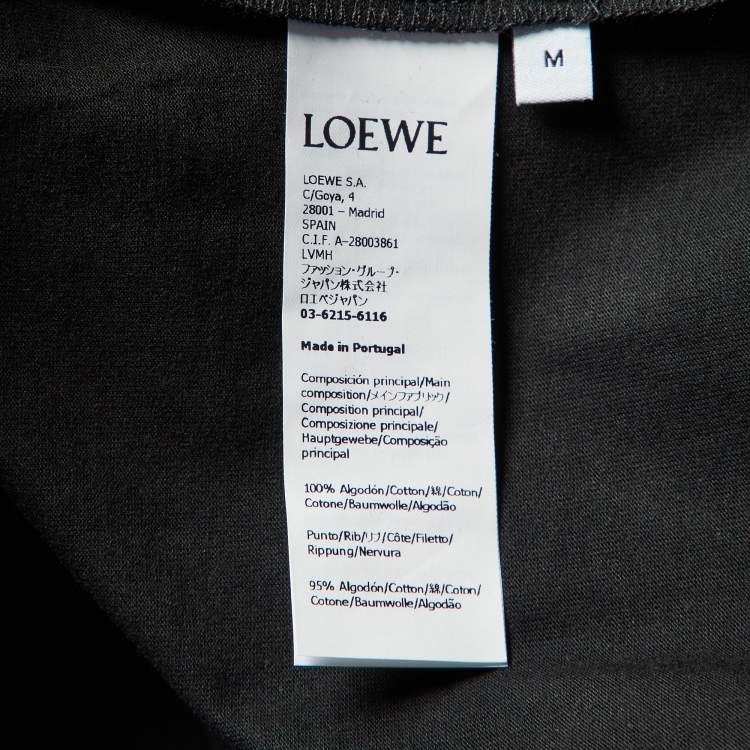 M
LOEWE
LOEWE S.A.
C/Goya, 4
28001 – Madrid
SPAIN
C.I.F. A-28003861
LVMH
ファッション・グループ・
ジャパン株式会社
ロエベジャパン
03-6215-6116
Made in Portugal
Composición principal/Main
composition/メインファブリック/
Composition principal/
Composizione principale/
Hauptgewebe/Composição
principal
100% Algodón/Cotton/綿/Coton/
Cotone/Baumwolle/Algodão
Punto/Rib/リブ/Côte/Filetto/
Rippung/Nervura
95% Algodón/Cotton/綿/Coton/
Cotone/Baumwolle/Algodão